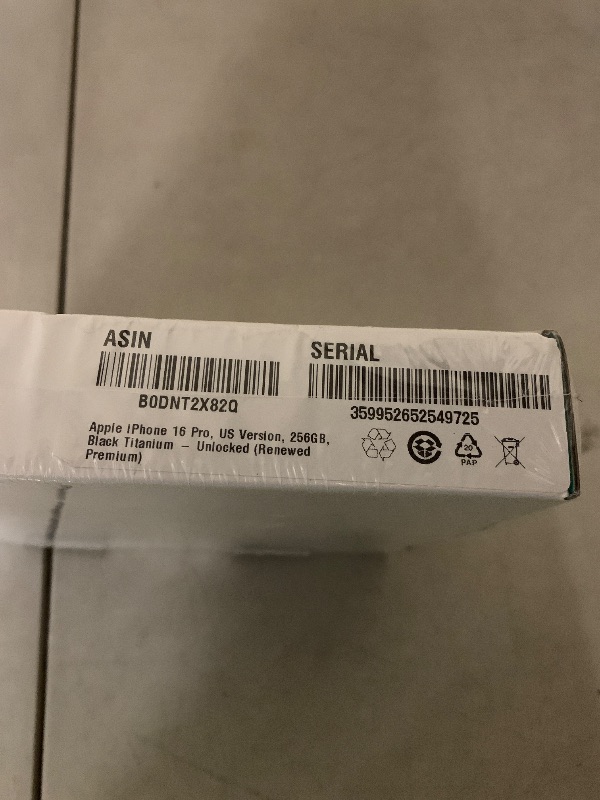 ASIN
B0DNT2X82Q
Apple iPhone 16 Pro, US Version, 256GB,
Black Titanium – Unlocked (Renewed
Premium)
SERIAL
359952652549725
20
PAP